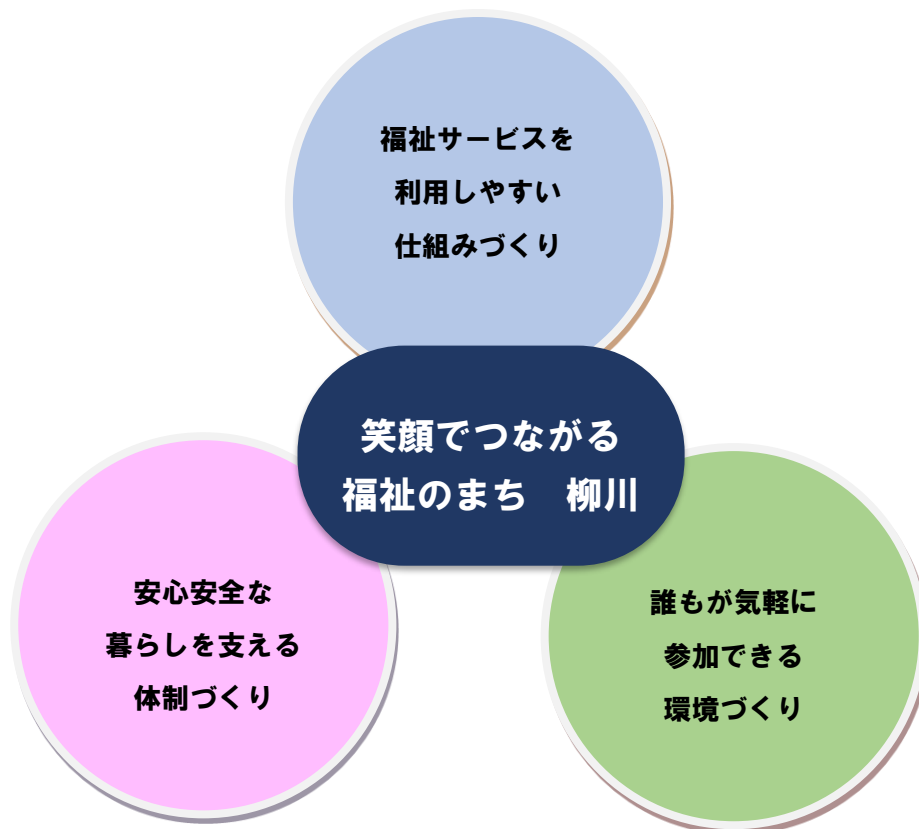 福祉サービスを
利用しやすい
仕組みづくり
笑顔でつながる
福祉のまち　柳川
安心安全な
暮らしを支える
体制づくり
誰もが気軽に
参加できる
環境づくり